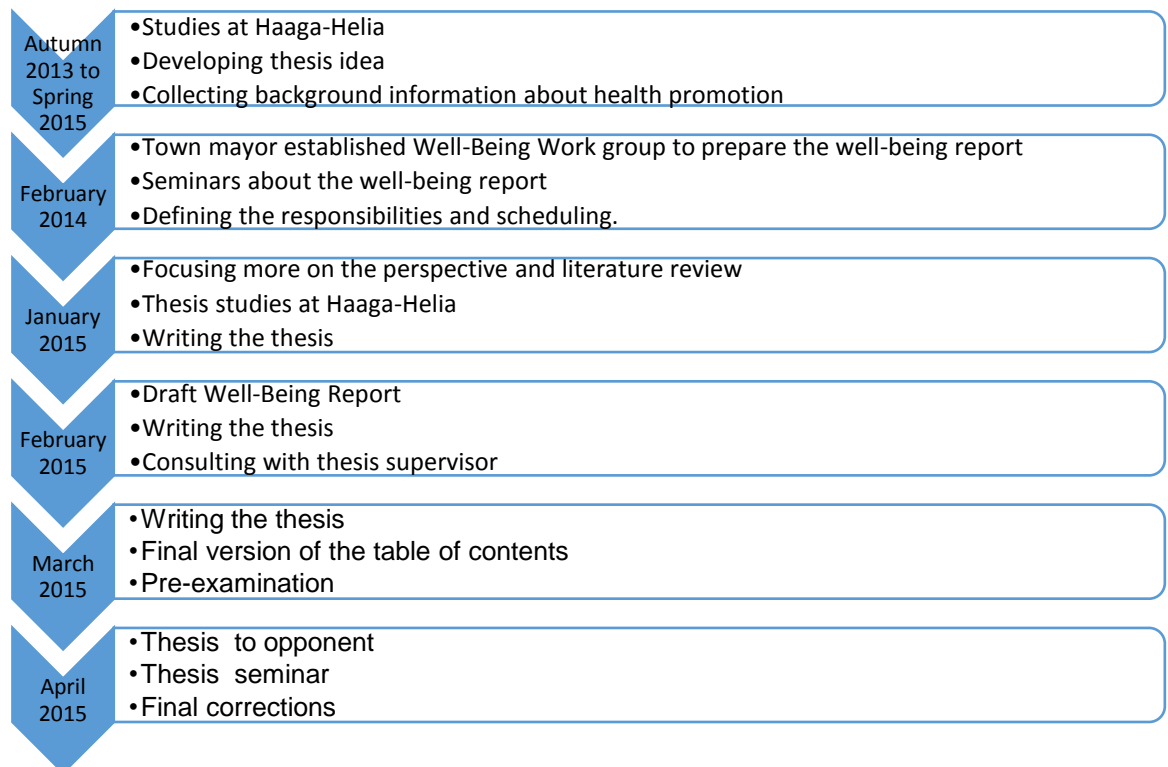 Autumn
2013 to
Spring
2015
•Studies at Haaga-Helia
•Developing thesis idea
•Collecting background information about health promotion
February
2014
•Town mayor established Well-Being Work group to prepare the well-being report
•Seminars about the well-being report
•Defining the responsibilities and scheduling.
January
2015
•Focusing more on the perspective and literature review
•Thesis studies at Haaga-Helia
•Writing the thesis
February
2015
•Draft Well-Being Report
•Writing the thesis
•Consulting with thesis supervisor
March
2015
•Writing the thesis
•Final version of the table of contents
•Pre-examination
April
2015
•Thesis to opponent
•Thesis seminar
•Final corrections